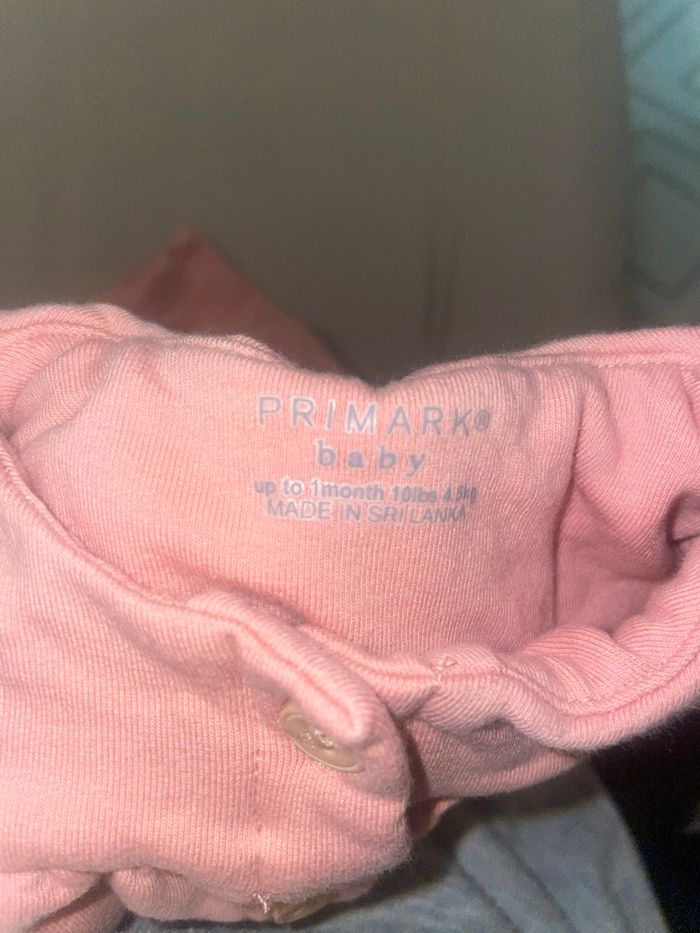 PRIMARK®
baby
up to 1month 10lbs 4.5kg
MADE IN SRI LANKA